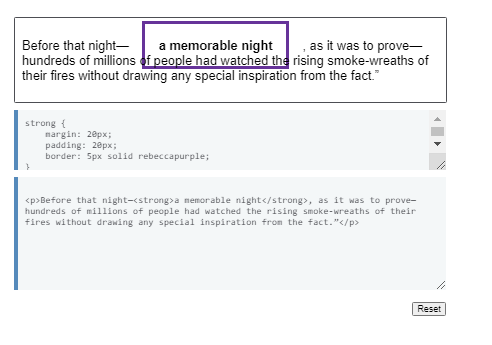 Before that night— a memorable night , as it was to prove—
hundreds of millions of people had watched the rising smoke-wreaths of
their fires without drawing any special inspiration from the fact.”
strong {
margin: 20px;
padding: 20px;
border: 5px solid rebeccapurple;
}
<p>Before that night—<strong>a memorable night</strong>, as it was to prove—
hundreds of millions of people had watched the rising smoke-wreaths of their
fires without drawing any special inspiration from the fact.”</p>
Reset